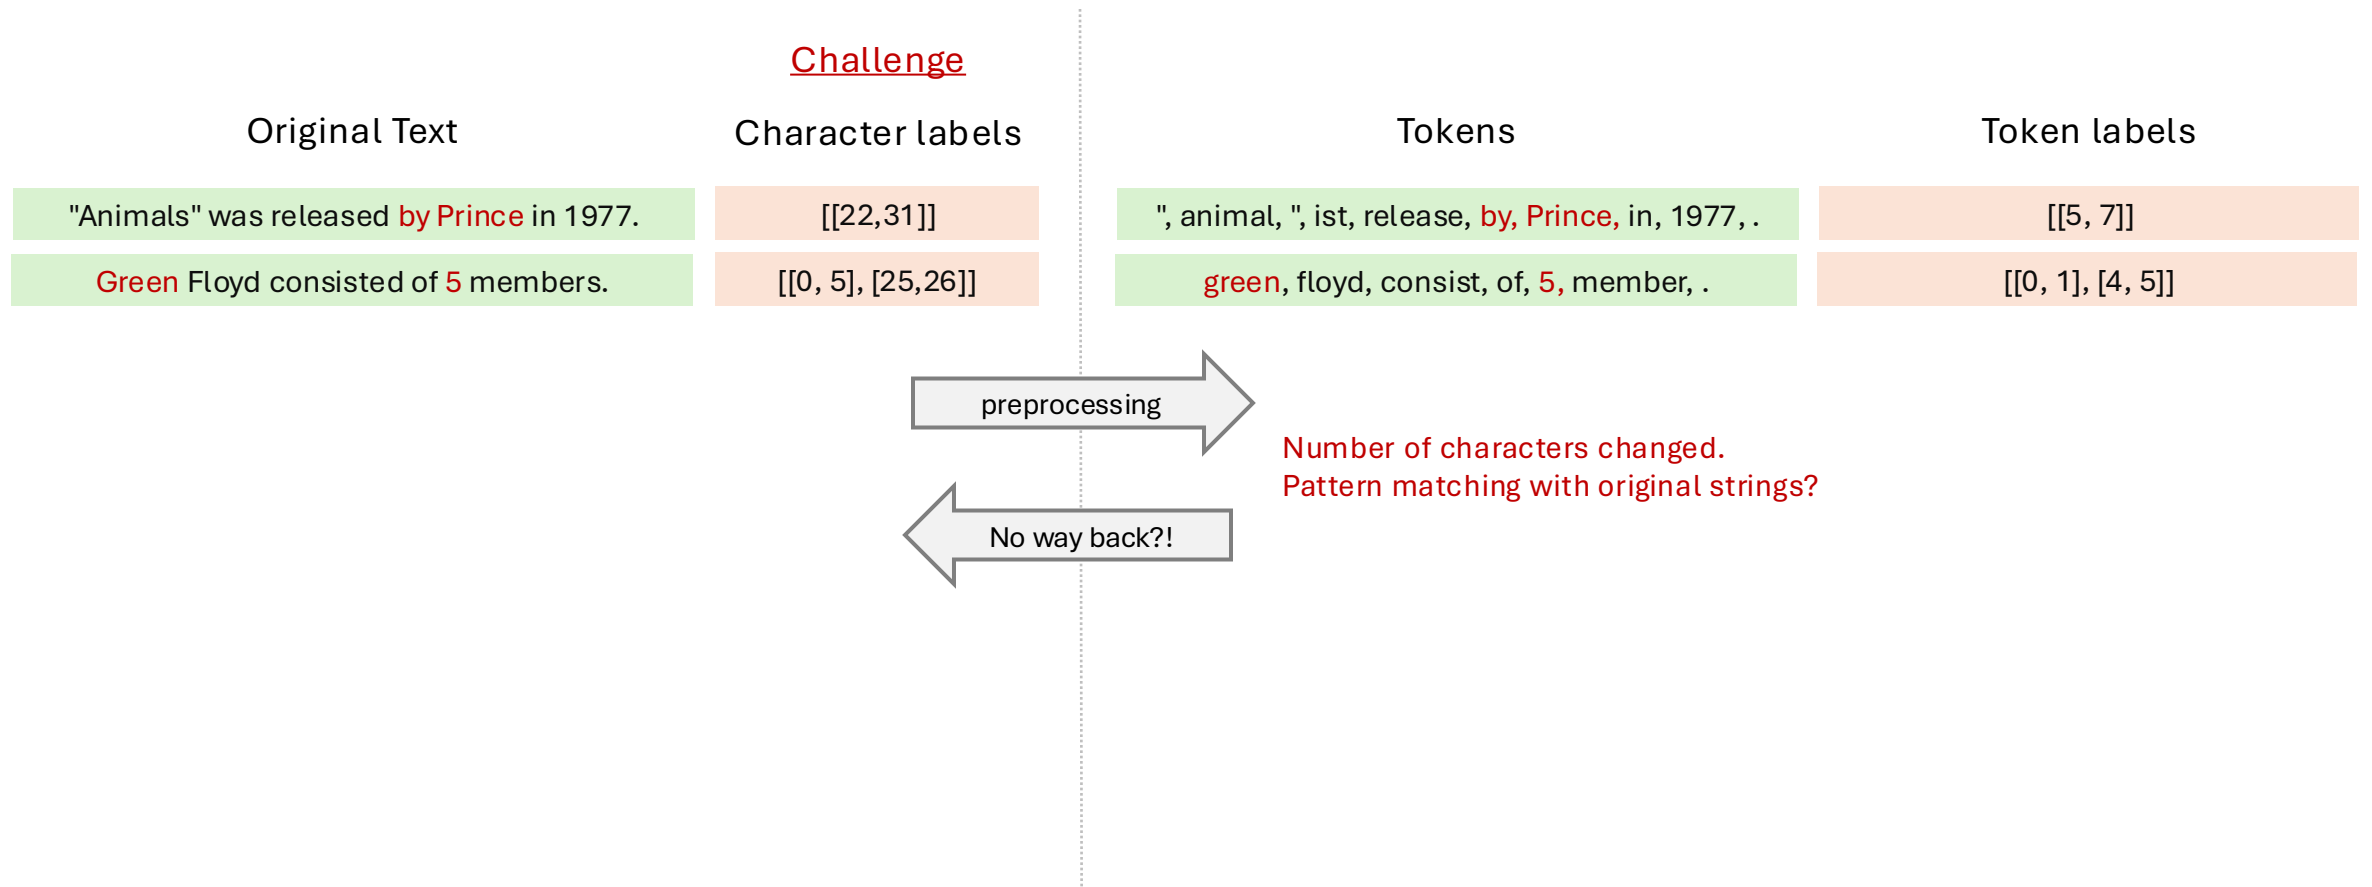 Challenge
Original Text
Character labels
Tokens
Token labels
"Animals" was released by Prince in 1977.
[[22,31]]
", animal, ", ist, release, by, Prince, in, 1977, .
[[5, 7]]
Green Floyd consisted of 5 members.
[[0, 5], [25,26]]
green, floyd, consist, of, 5, member, .
[[0, 1], [4, 5]]
preprocessing
Number of characters changed.
Pattern matching with original strings?
No way back?!